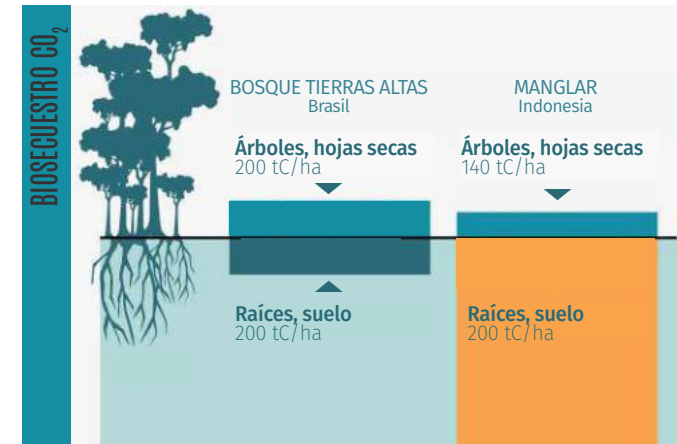 BIOSECUESTRO CO₂
BOSQUE TIERRAS ALTAS
Brasil
Árboles, hojas secas
200 tC/ha
Raíces, suelo
200 tC/ha
MANGLAR
Indonesia
Árboles, hojas secas
140 tC/ha
Raíces, suelo
200 tC/ha